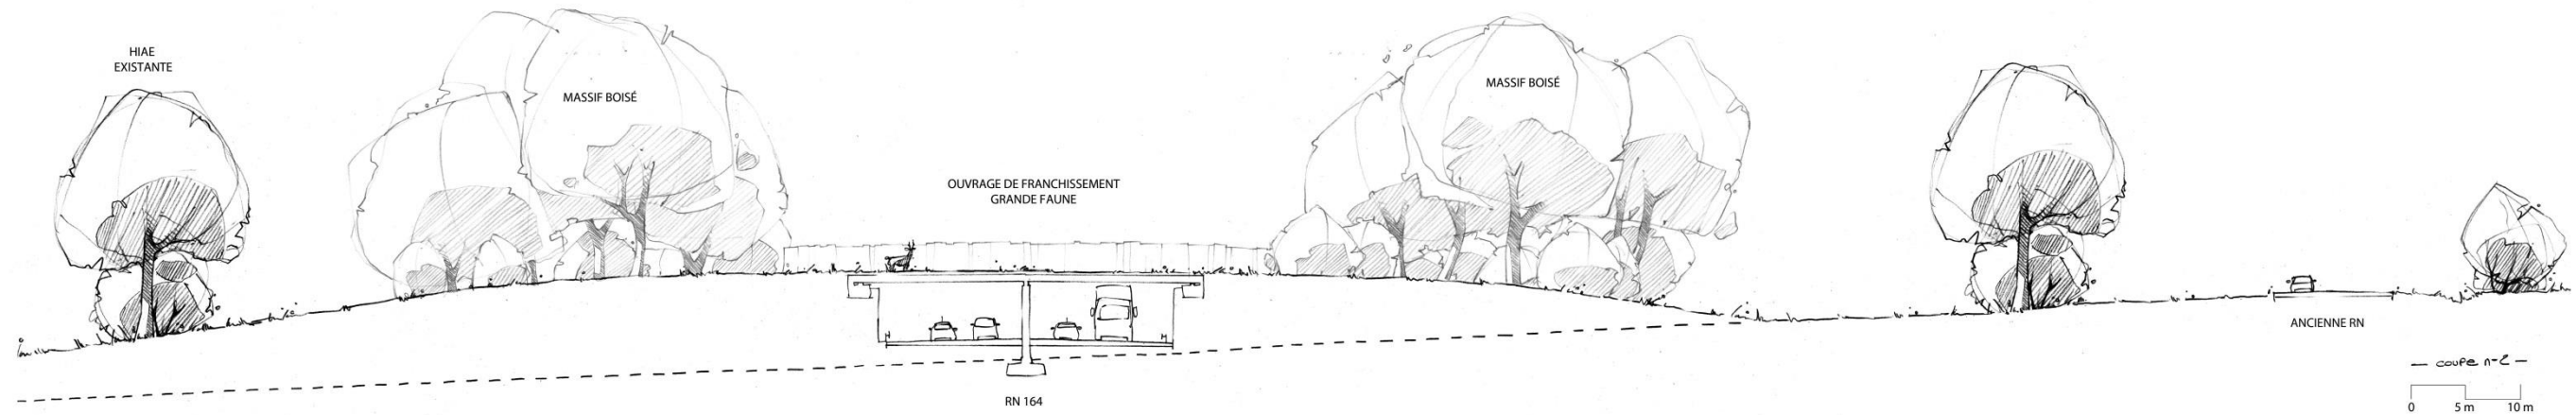 HIAE
EXISTANTE
MASSIF BOISÉ
OUVRAGE DE FRANCHISSEMENT
GRANDE FAUNE
MASSIF BOISÉ
ANCIENNE RN
RN 164
— coupe n-2 —
0 5 m 10 m